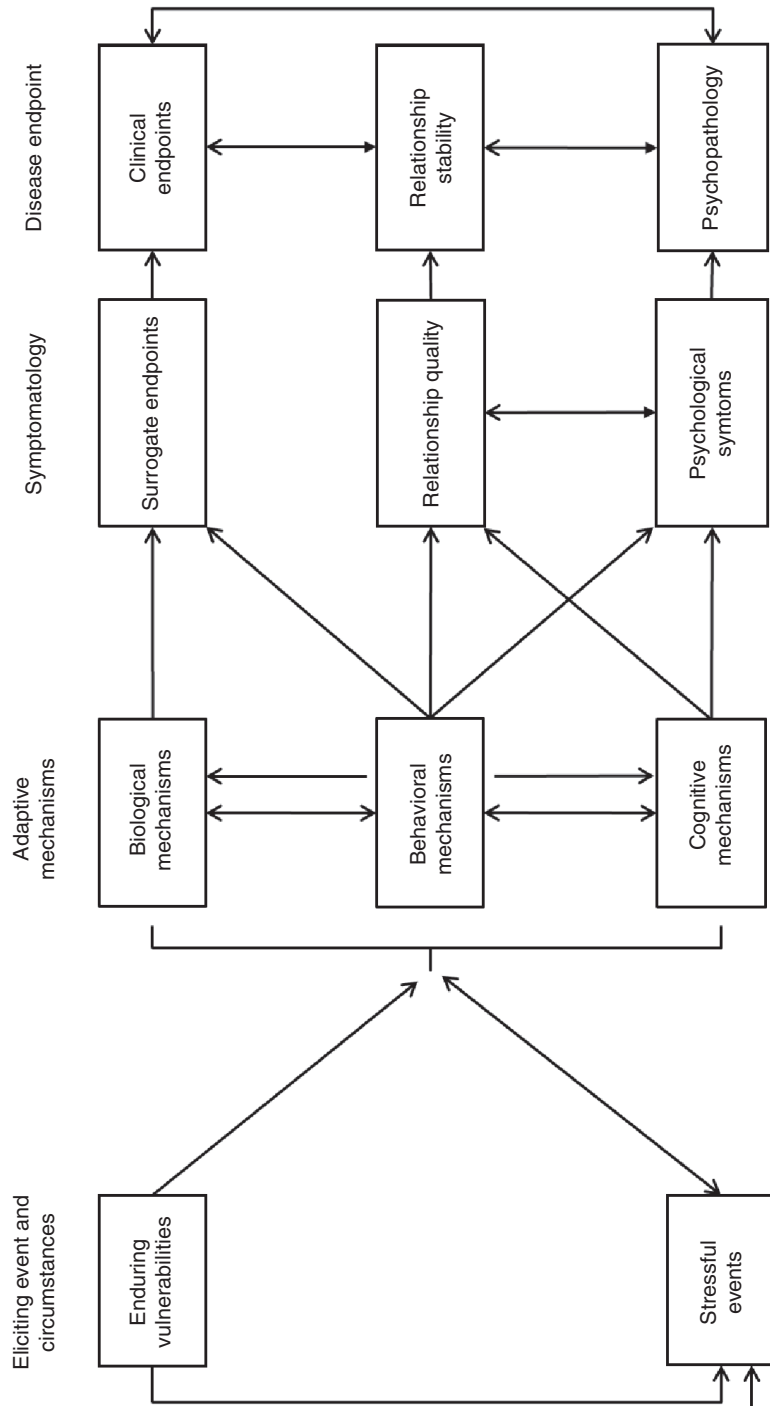 Eliciting event and
circumstances
Adaptive
mechanisms
Symptomatology
Disease endpoint
Enduring
vulnerabilities
Biological
mechanisms
Surrogate endpoints
Clinical
endpoints
Behavioral
mechanisms
Relationship quality
Relationship
stability
Stressful
events
Cognitive
mechanisms
Psychological
symtoms
Psychopathology